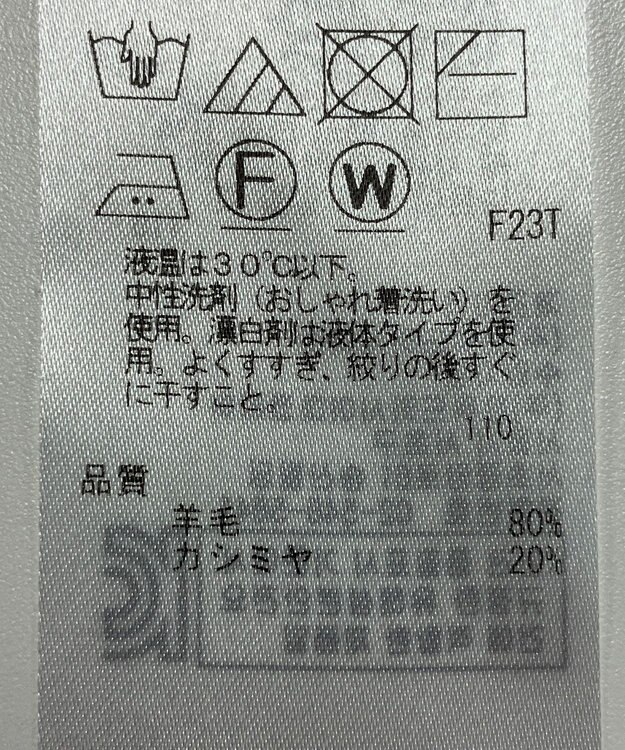 F W
F23T
液温は30℃以下。
中性洗剤（おしゃれ着洗い）を
使用。漂白剤は液体タイプを使
用。よくすすぎ、絞りの後すぐ
に干すこと。
110
品質
羊毛 80%
カシミヤ 20%